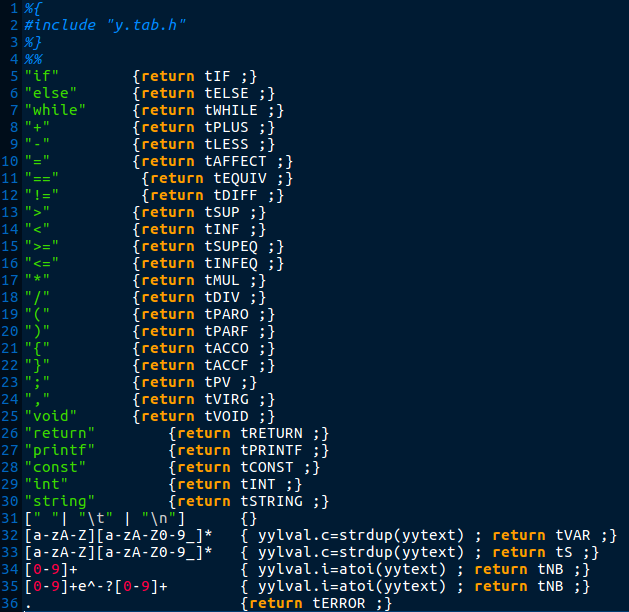 1 %{
2 #include "y.tab.h"
3 %}
4 %%
5 "if" {return tIF ;}
6 "else" {return tELSE ;}
7 "while" {return tWHILE ;}
8 "+" {return tPLUS ;}
9 "-" {return tLESS ;}
10 "=" {return tAFFECT ;}
11 "==" {return tEQUIV ;}
12 "!=" {return tDIFF ;}
13 ">" {return tSUP ;}
14 "<" {return tINF ;}
15 ">=" {return tSUPEQ ;}
16 "<=" {return tINFEQ ;}
17 "*" {return tMUL ;}
18 "/" {return tDIV ;}
19 "(" {return tPARO ;}
20 ")" {return tPARF ;}
21 "{" {return tACCO ;}
22 "}" {return tACCF ;}
23 ";" {return tPV ;}
24 "," {return tVIRG ;}
25 "void" {return tVOID ;}
26 "return" {return tRETURN ;}
27 "printf" {return tPRINTF ;}
28 "const" {return tCONST ;}
29 "int" {return tINT ;}
30 "string" {return tSTRING ;}
31 [" "| "\t" | "\n"] {}
32 [a-zA-Z][a-zA-Z0-9_]* { yylval.c=strdup(yytext) ; return tVAR ;}
33 [a-zA-Z][a-zA-Z0-9_]* { yylval.c=strdup(yytext) ; return tS ;}
34 [0-9]+ { yylval.i=atoi(yytext) ; return tNB ;}
35 [0-9]+e^-?[0-9]+ { yylval.i=atoi(yytext) ; return tNB ;}
36 . {return tERROR ;}